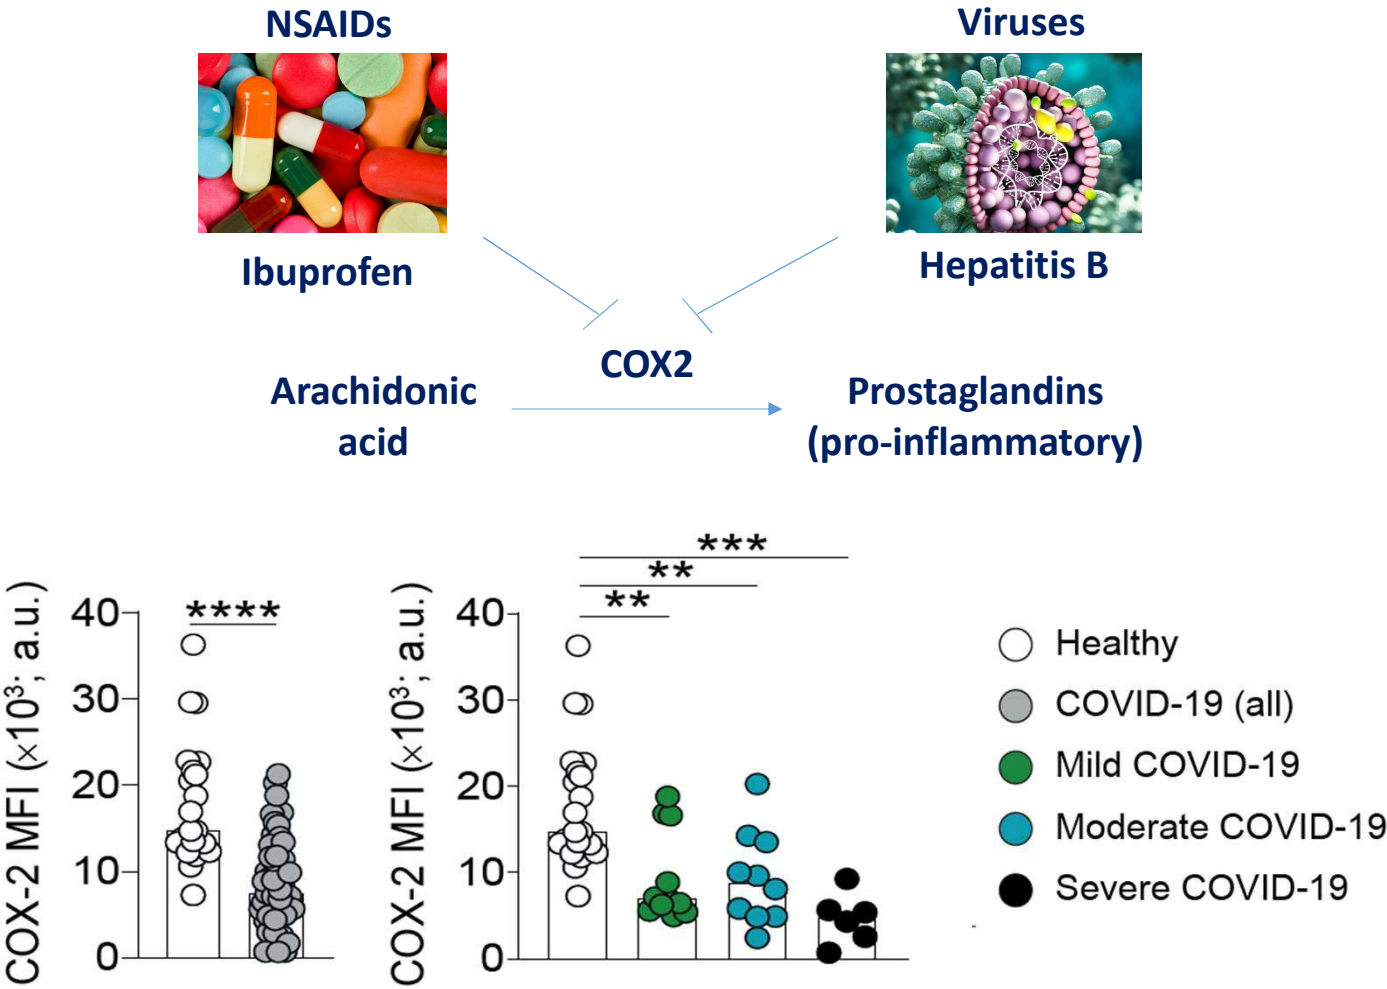 NSAIDs
Viruses
Ibuprofen
Hepatitis B
COX2
Arachidonic
acid
Prostaglandins
(pro-inflammatory)
COX-2 MFI (×10³; a.u.)
40
30
20
10
0
****
COX-2 MFI (×10³; a.u.)
40
30
20
10
0
***
**
**
Healthy
COVID-19 (all)
Mild COVID-19
Moderate COVID-19
Severe COVID-19